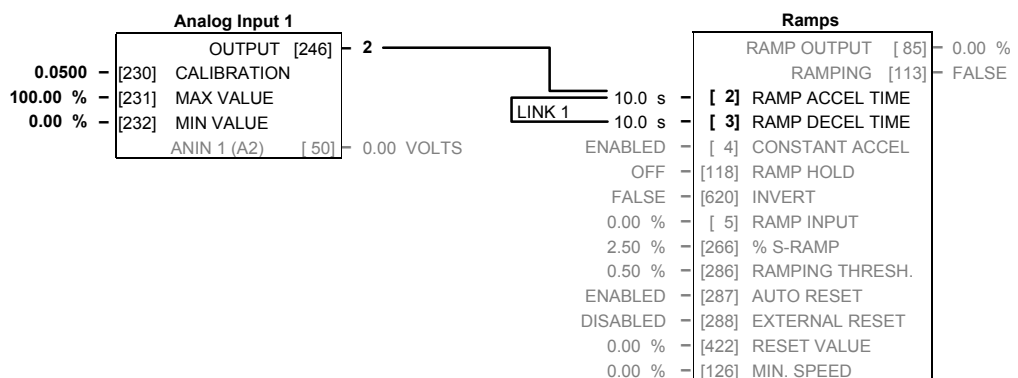 Analog Input 1
OUTPUT [246] – 2
0.0500 – [230] CALIBRATION
100.00 % – [231] MAX VALUE
0.00 % – [232] MIN VALUE
ANIN 1 (A2) [ 50] – 0.00 VOLTS
Ramps
RAMP OUTPUT [ 85] – 0.00 %
RAMPING [113] – FALSE
LINK 1
10.0 s – [ 2] RAMP ACCEL TIME
10.0 s – [ 3] RAMP DECEL TIME
ENABLED – [ 4] CONSTANT ACCEL
OFF – [118] RAMP HOLD
FALSE – [620] INVERT
0.00 % – [ 5] RAMP INPUT
2.50 % – [266] % S-RAMP
0.50 % – [286] RAMPING THRESH.
ENABLED – [287] AUTO RESET
DISABLED – [288] EXTERNAL RESET
0.00 % – [422] RESET VALUE
0.00 % – [126] MIN. SPEED